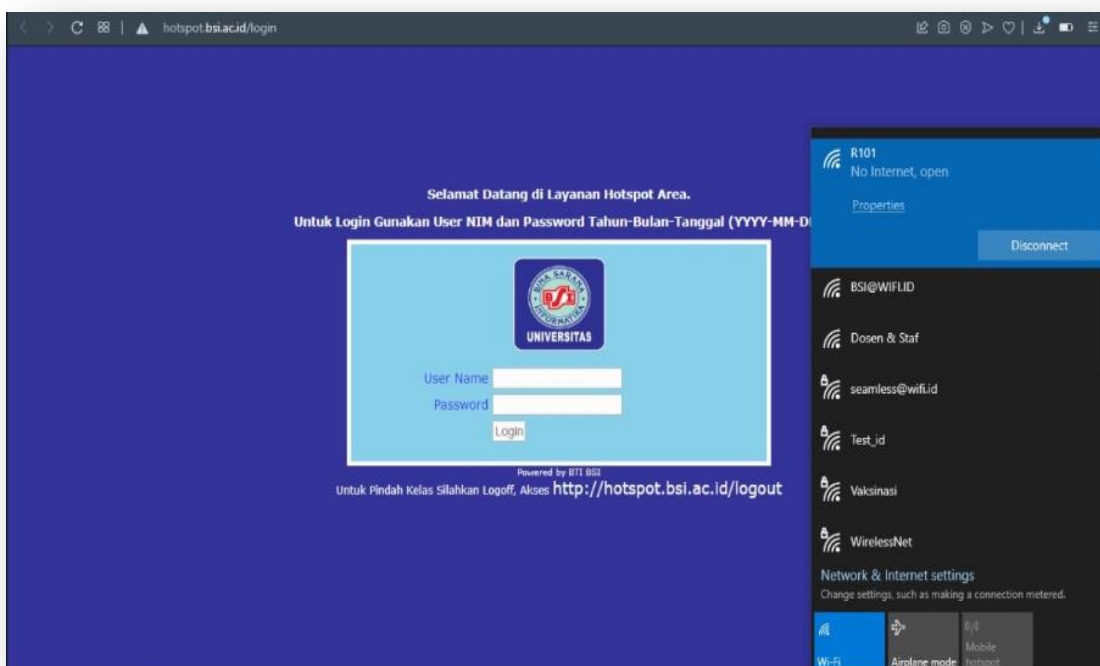 hotspot.bsi.ac.id/login
Selamat Datang di Layanan Hotspot Area.
Untuk Login Gunakan User NIM dan Password Tahun-Bulan-Tanggal (YYYY-MM-D
BINA SARANA
BSI
INFORMATIKA
UNIVERSITAS
User Name
Password
Login
Powered by BTI BSI
Untuk Pindah Kelas Silahkan Logoff, Akses http://hotspot.bsi.ac.id/logout
R101
No Internet, open
Properties
Disconnect
BSI@WIFI.ID
Dosen & Staf
seamless@wifi.id
Test_id
Vaksinasi
WirelessNet
Network & Internet settings
Change settings, such as making a connection metered.
Wi-Fi
Airplane mode
Mobile
hotspot